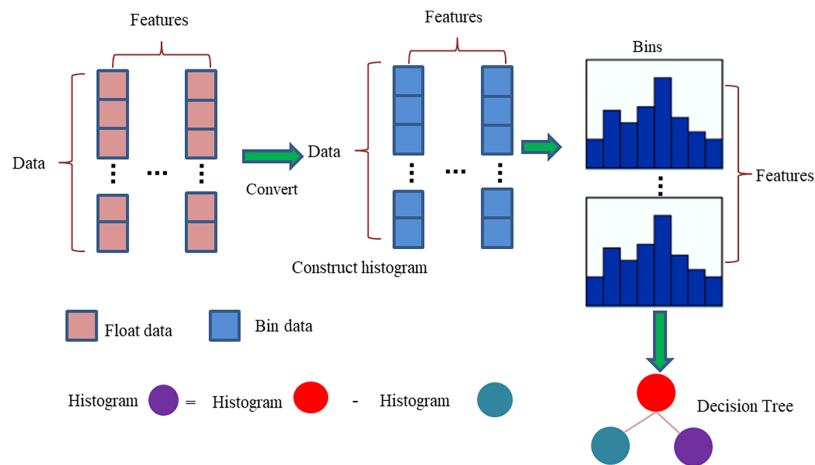 Features
Features
Bins
Data
Convert
Data
Features
Construct histogram
Float data
Bin data
Histogram = Histogram - Histogram
Decision Tree